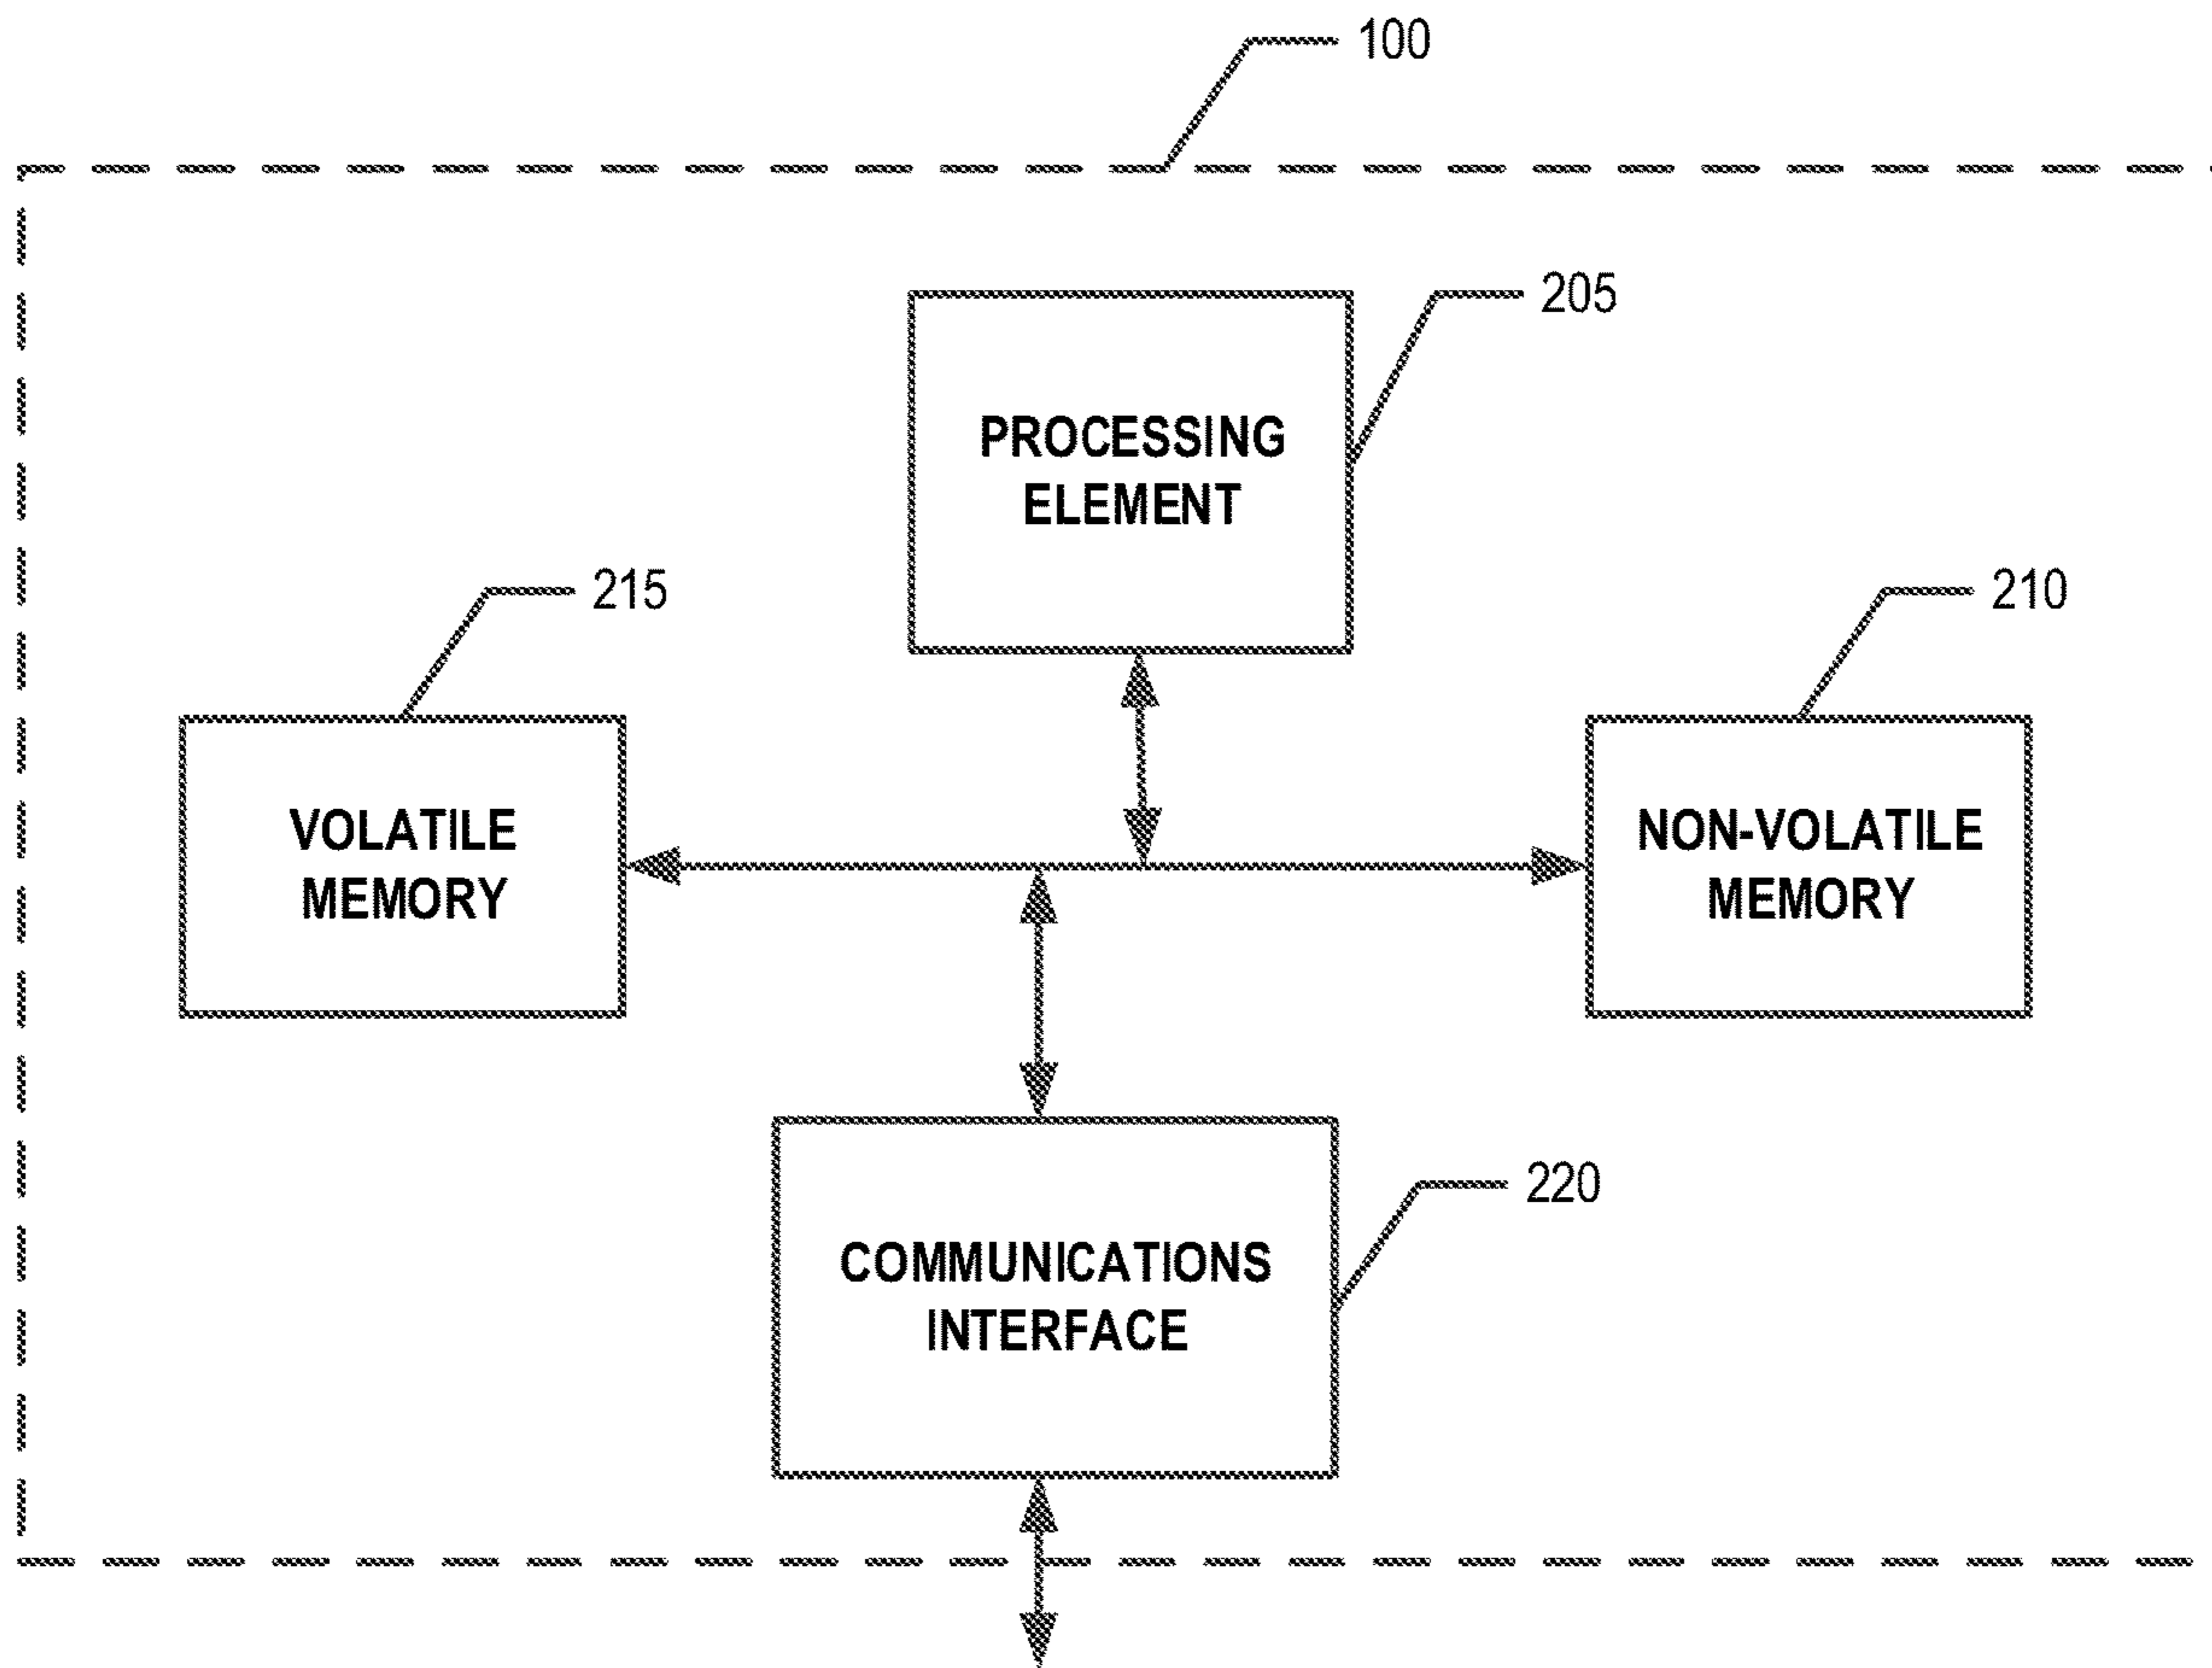 100
205
PROCESSING
ELEMENT
215
210
VOLATILE
MEMORY
NON-VOLATILE
MEMORY
220
COMMUNICATIONS
INTERFACE